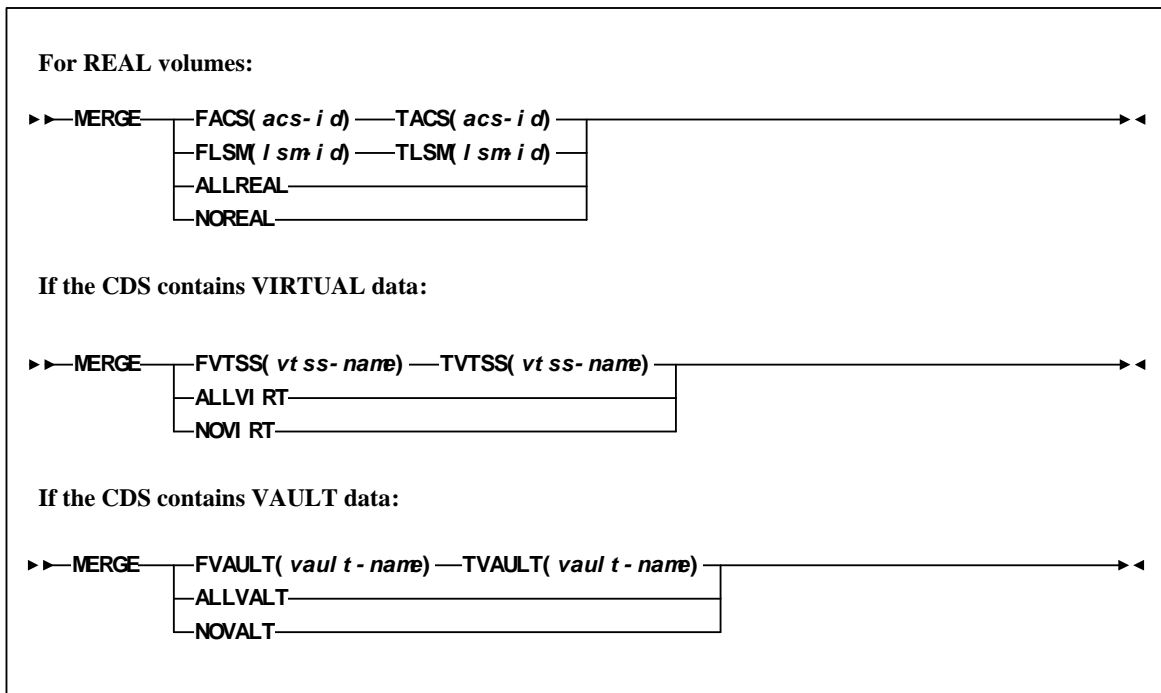 For REAL volumes:
MERGE FACS(acs-id) TACS(acs-id)
FLSM(lsm-id) TLSM(lsm-id)
ALLREAL
NOREAL
If the CDS contains VIRTUAL data:
MERGE FVTSS(vtss-name) TVTSS(vtss-name)
ALLVIRT
NOVIRT
If the CDS contains VAULT data:
MERGE FVAULT(vault-name) TVAULT(vault-name)
ALLVALT
NOVALT